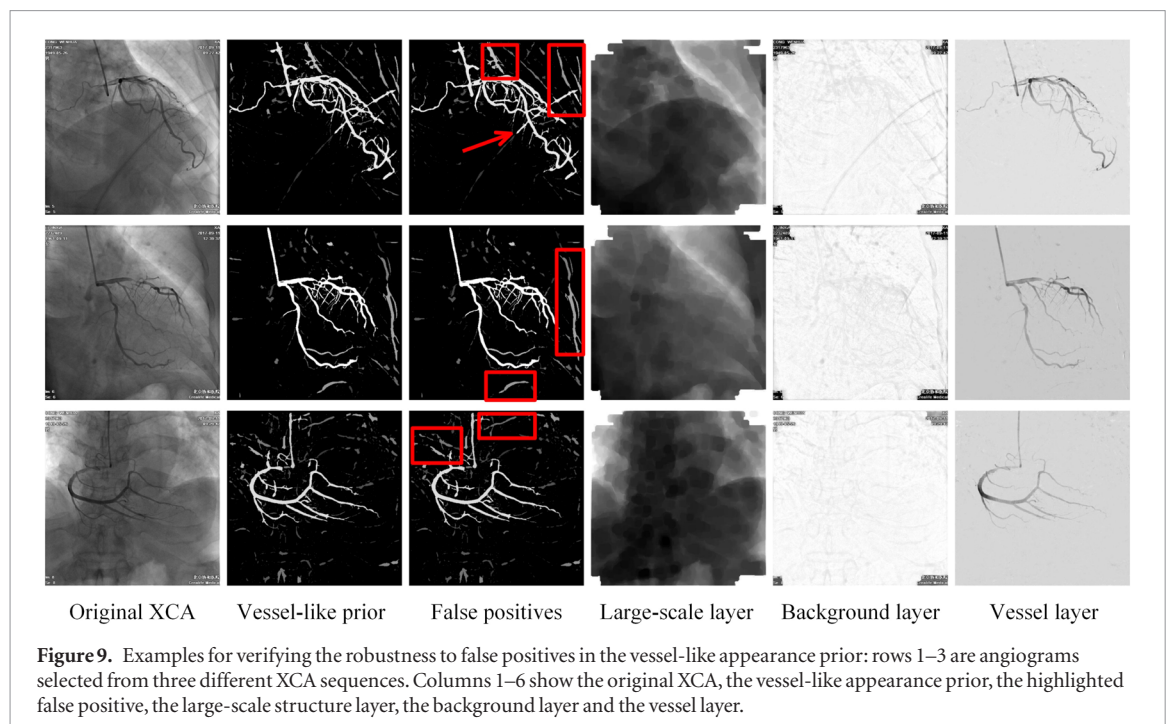 Original XCA Vessel-like prior False positives Large-scale layer Background layer Vessel layer
Figure 9. Examples for verifying the robustness to false positives in the vessel-like appearance prior: rows 1–3 are angiograms
selected from three different XCA sequences. Columns 1–6 show the original XCA, the vessel-like appearance prior, the highlighted
false positive, the large-scale structure layer, the background layer and the vessel layer.